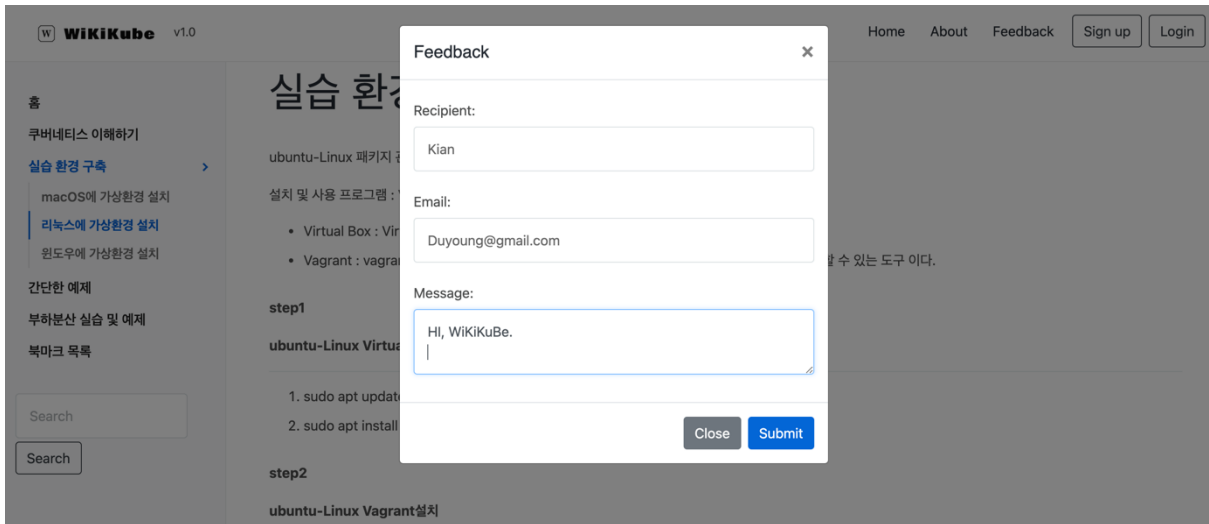 W WiKiKube v1.0
Home About Feedback Sign up Login
홈
쿠버네티스 이해하기
실습 환경 구축
macOS에 가상환경 설치
리눅스에 가상환경 설치
윈도우에 가상환경 설치
간단한 예제
부하분산 실습 및 예제
북마크 목록
Search
Search
실습 환경
ubuntu-Linux 패키지
설치 및 사용 프로그램 :
• Virtual Box : Vir
• Vagrant : vagra
할 수 있는 도구 이다.
step1
ubuntu-Linux Virtua
1. sudo apt updat
2. sudo apt install
step2
ubuntu-Linux Vagrant설치
Feedback ×
Recipient:
Kian
Email:
Duyoung@gmail.com
Message:
HI, WiKiKuBe.
Close Submit